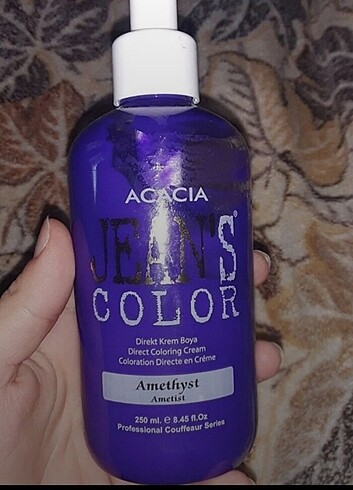 ACACIA
JEAN'S
COLOR
Direkt Krem Boya
Direct Coloring Cream
Coloration Directe en Crème
Amethyst
Ametist
250 ml. e 8.45 fl.Oz
Professional Couffeaur Series